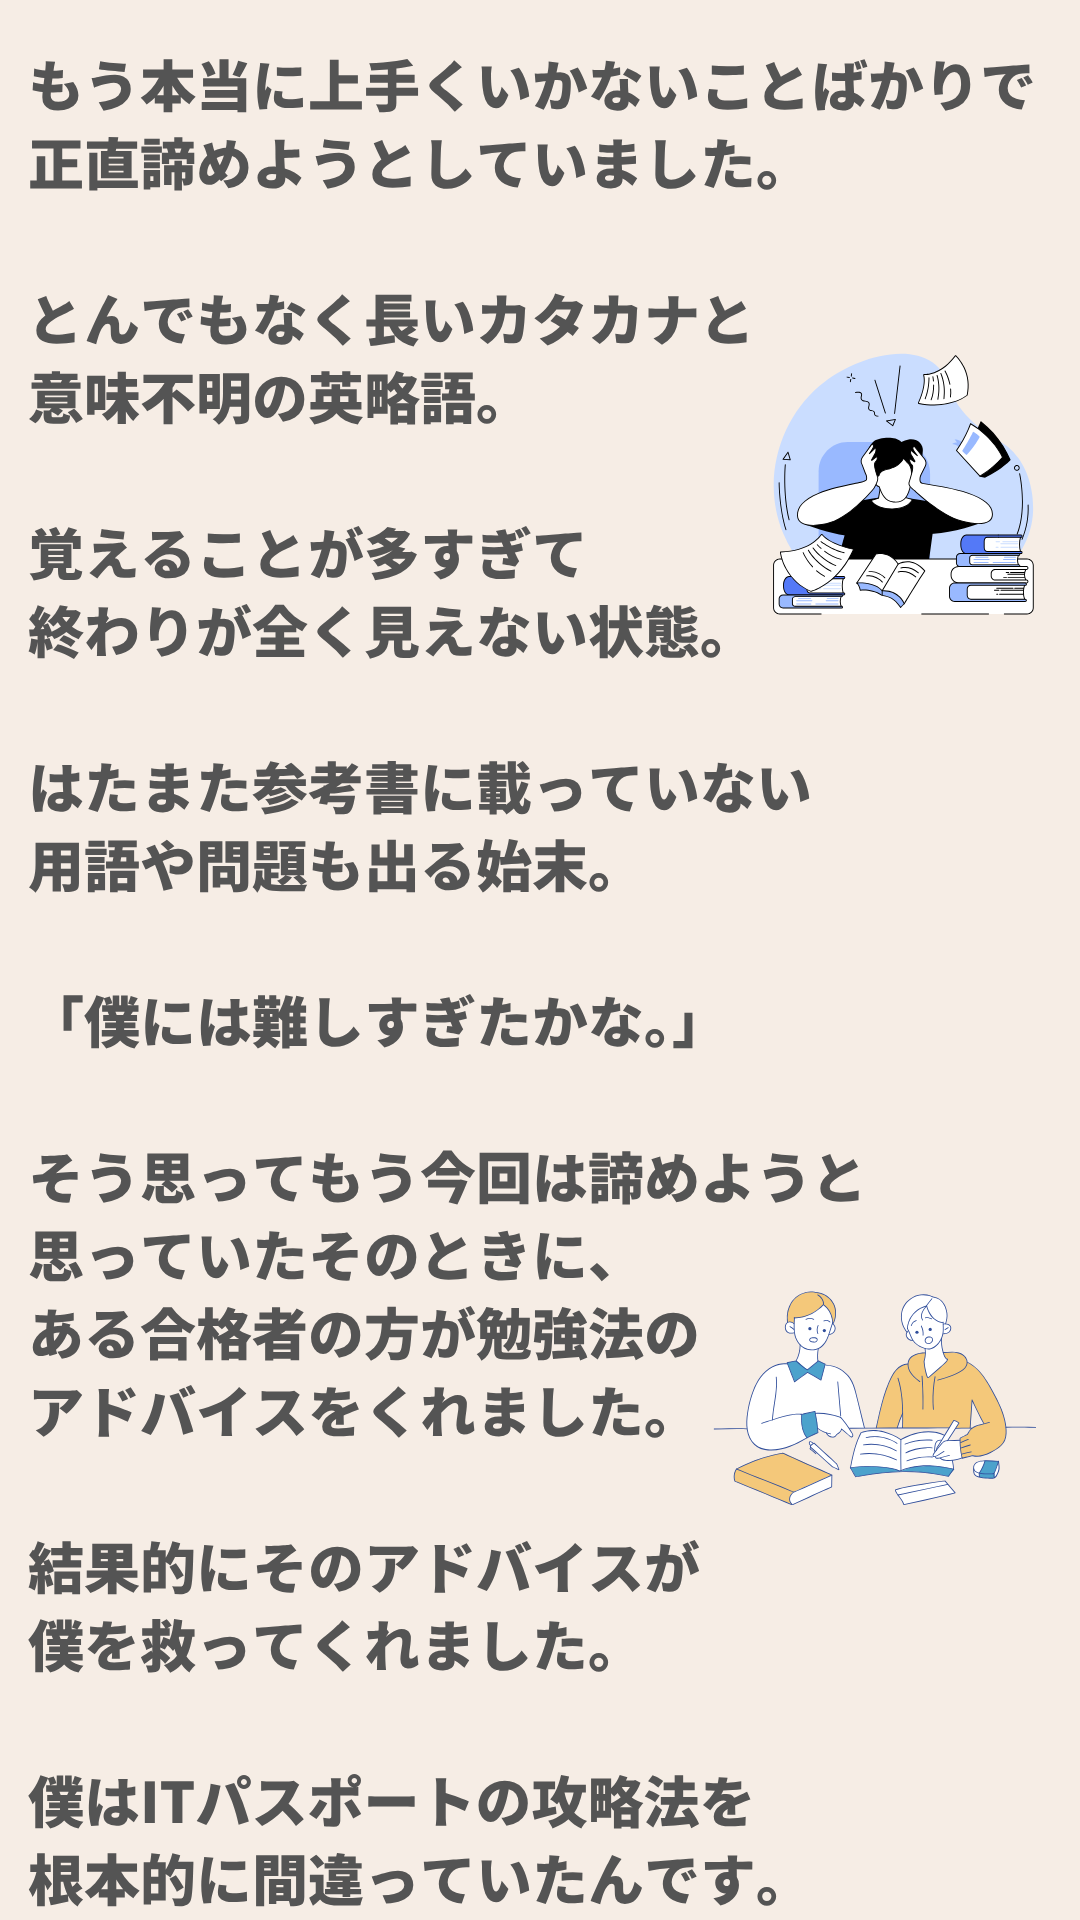 もう本当に上手くいかないことばかりで
正直諦めようとしていました。
とんでもなく長いカタカナと
意味不明の英略語。
覚えることが多すぎて
終わりが全く見えない状態。
はたまた参考書に載っていない
用語や問題も出る始末。
「僕には難しすぎたかな。」
そう思ってもう今回は諦めようと
思っていたそのときに、
ある合格者の方が勉強法の
アドバイスをくれました。
結果的にそのアドバイスが
僕を救ってくれました。
僕はITパスポートの攻略法を
根本的に間違っていたんです。